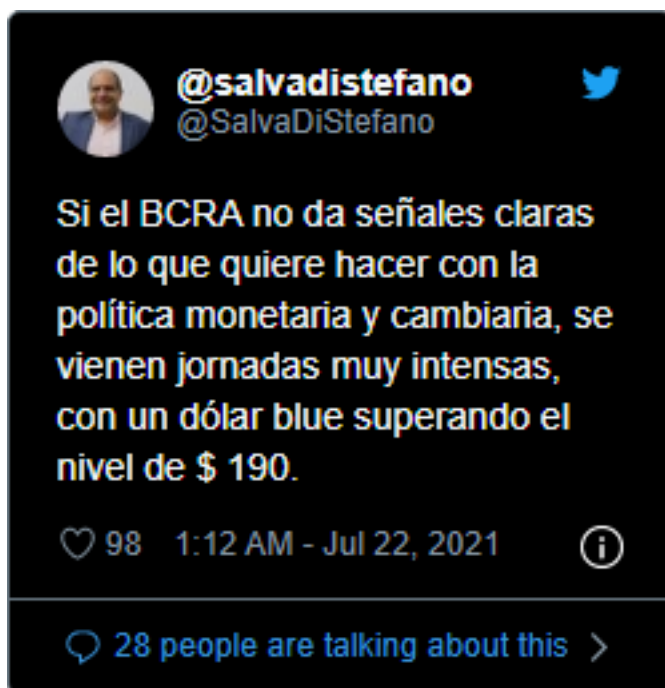 @salvadistefano
@SalvaDiStefano
Si el BCRA no da señales claras
de lo que quiere hacer con la
política monetaria y cambiaria, se
vienen jornadas muy intensas,
con un dólar blue superando el
nivel de $ 190.
98 1:12 AM - Jul 22, 2021
28 people are talking about this